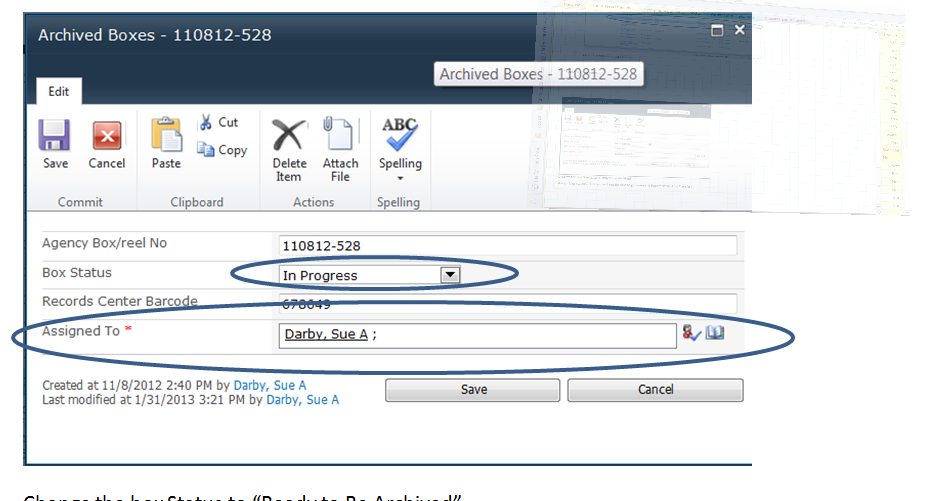 Archived Boxes - 110812-528
Archived Boxes - 110812-528
Edit
Save Cancel Paste Cut Copy Delete Item Attach File ABC Spelling
Commit Clipboard Actions Spelling
Agency Box/reel No 110812-528
Box Status In Progress
Records Center Barcode 678649
Assigned To * Darby, Sue A ;
Created at 11/8/2012 2:40 PM by Darby, Sue A
Last modified at 1/31/2013 3:21 PM by Darby, Sue A
Save Cancel
Change the box Status to “Ready to Be Archived”